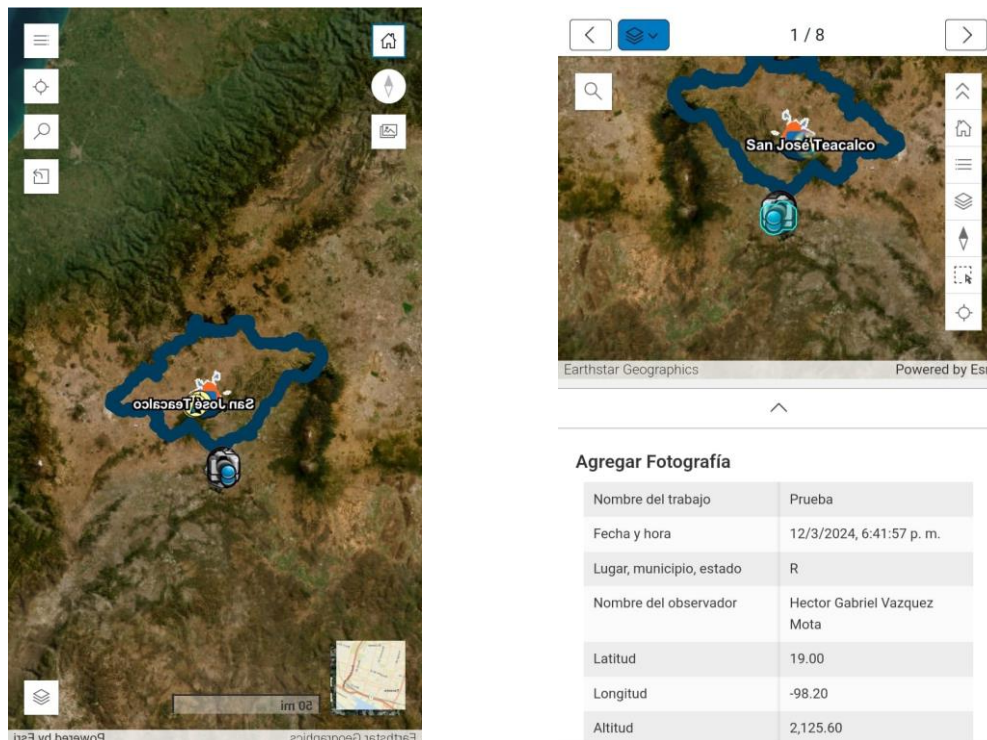 San José Teacalco
50 mi
Earthstar Geographics
Powered by Esri
1 / 8
San José Teacalco
Earthstar Geographics
Powered by Esri
Agregar Fotografía
Nombre del trabajo Prueba
Fecha y hora 12/3/2024, 6:41:57 p. m.
Lugar, municipio, estado R
Nombre del observador Hector Gabriel Vazquez
Mota
Latitud 19.00
Longitud -98.20
Altitud 2,125.60